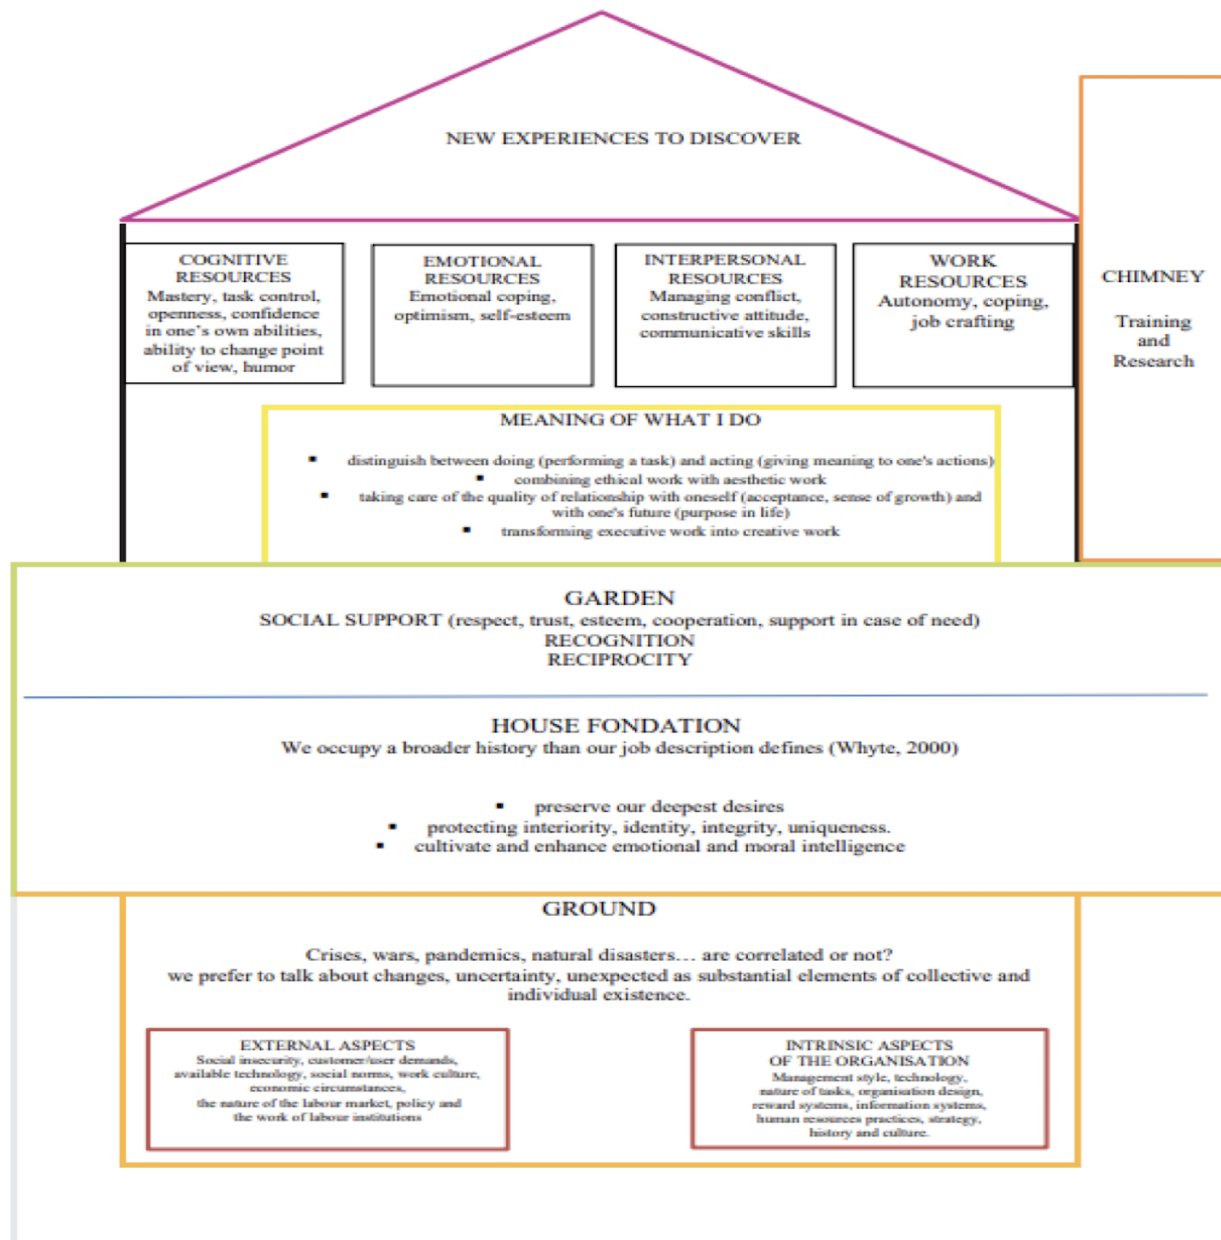 NEW EXPERIENCES TO DISCOVER
COGNITIVE
RESOURCES
Mastery, task control,
openness, confidence
in one's own abilities,
ability to change point
of view, humor
EMOTIONAL
RESOURCES
Emotional coping,
optimism, self-esteem
INTERPERSONAL
RESOURCES
Managing conflict,
constructive attitude,
communicative skills
WORK
RESOURCES
Autonomy, coping,
job crafting
CHIMNEY
Training
and
Research
MEANING OF WHAT I DO
▪ distinguish between doing (performing a task) and acting (giving meaning to one's actions)
▪ combining ethical work with aesthetic work
▪ taking care of the quality of relationship with oneself (acceptance, sense of growth) and
with one's future (purpose in life)
▪ transforming executive work into creative work
GARDEN
SOCIAL SUPPORT (respect, trust, esteem, cooperation, support in case of need)
RECOGNITION
RECIPROCITY
HOUSE FONDATION
We occupy a broader history than our job description defines (Whyte, 2000)
▪ preserve our deepest desires
▪ protecting interiority, identity, integrity, uniqueness.
▪ cultivate and enhance emotional and moral intelligence
GROUND
Crises, wars, pandemics, natural disasters… are correlated or not?
we prefer to talk about changes, uncertainty, unexpected as substantial elements of collective and
individual existence.
EXTERNAL ASPECTS
Social insecurity, customer/user demands,
available technology, social norms, work culture,
economic circumstances,
the nature of the labour market, policy and
the work of labour institutions
INTRINSIC ASPECTS
OF THE ORGANISATION
Management style, technology,
nature of tasks, organisation design,
reward systems, information systems,
human resources practices, strategy,
history and culture.